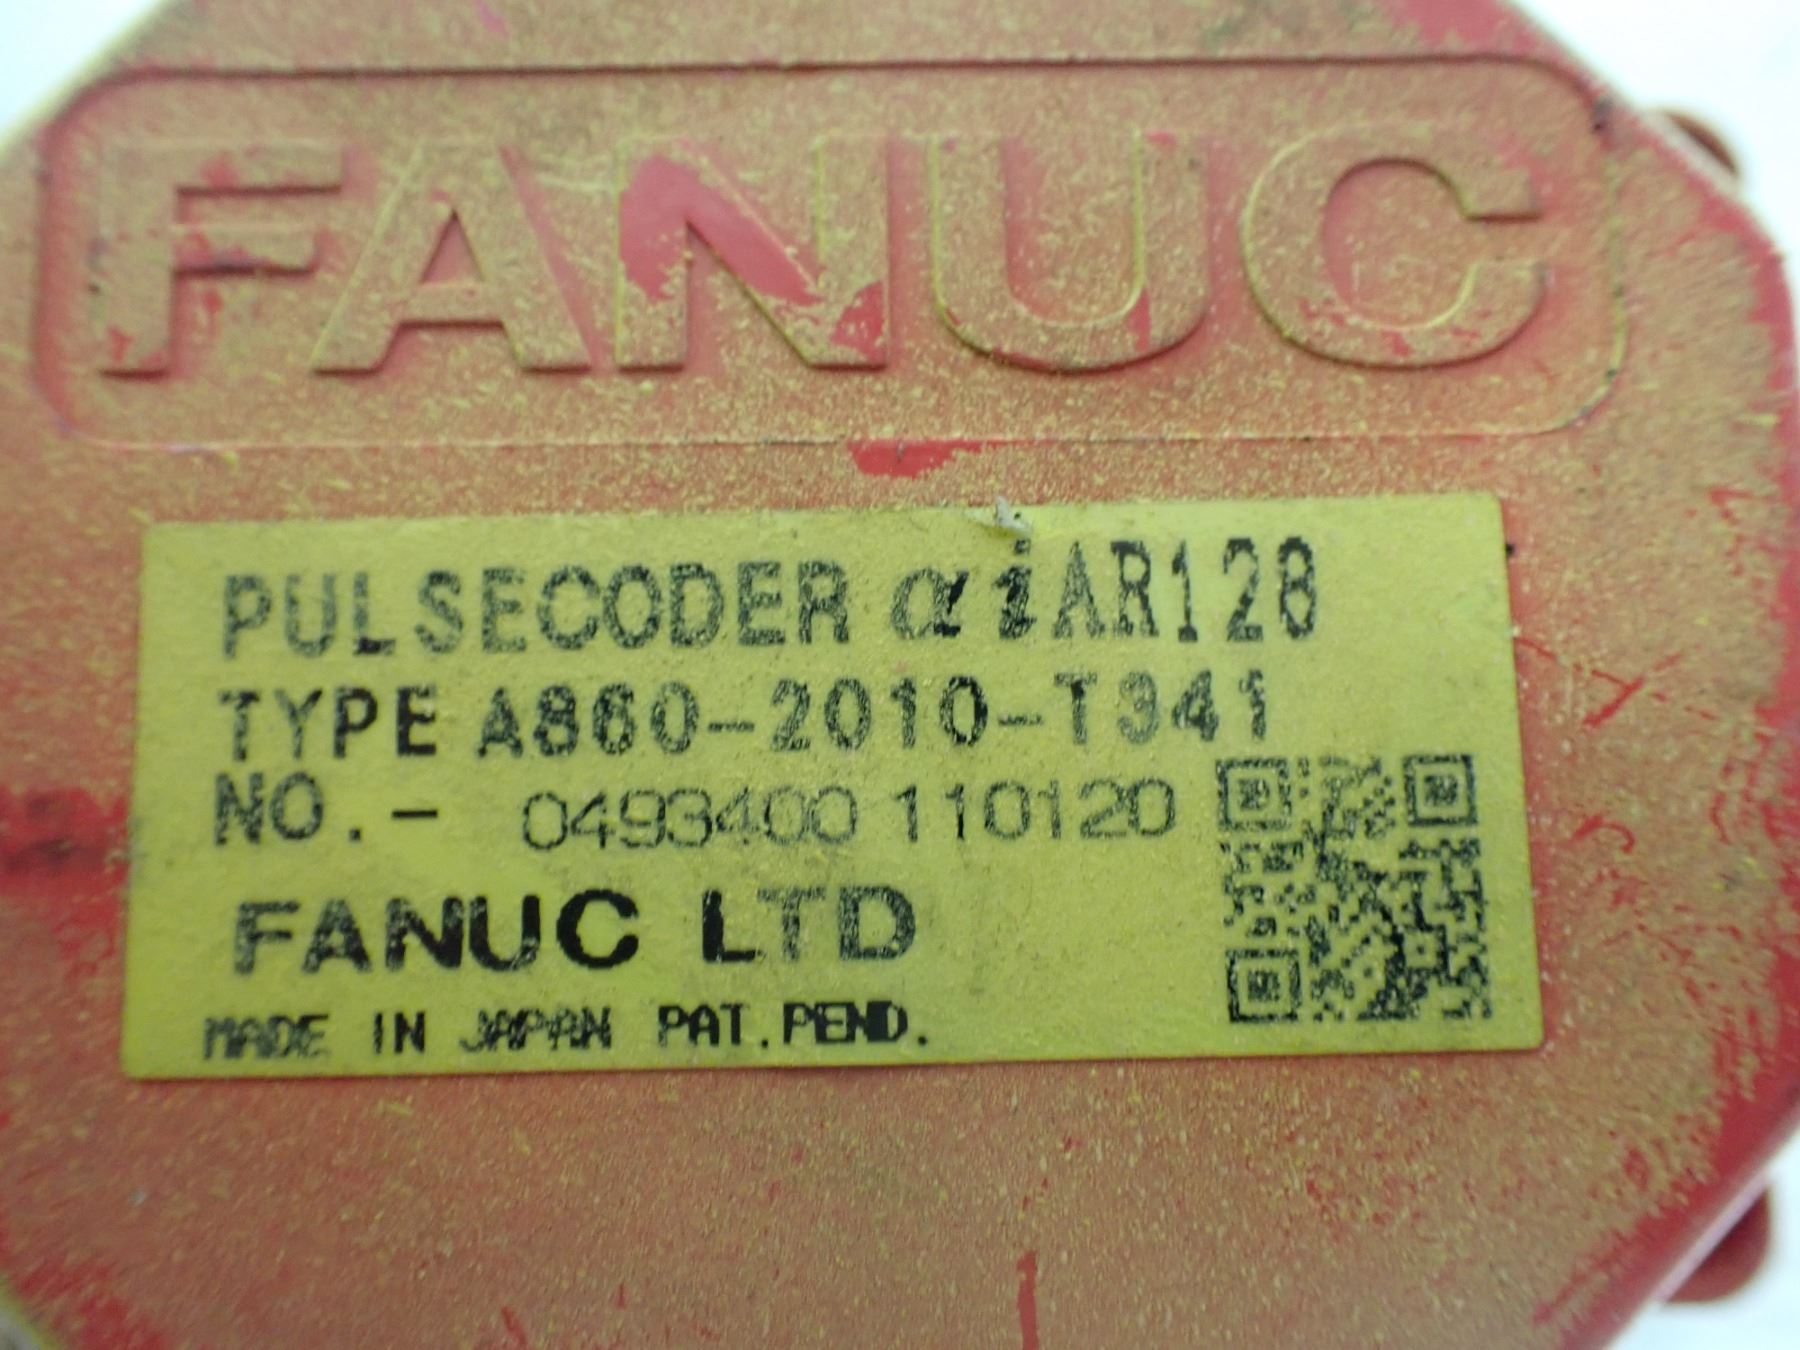 FANUC
PULSECODER αiAR128
TYPE A860-2010-T341
NO.- 0493400 110120
FANUC LTD
MADE IN JAPAN PAT.PEND.